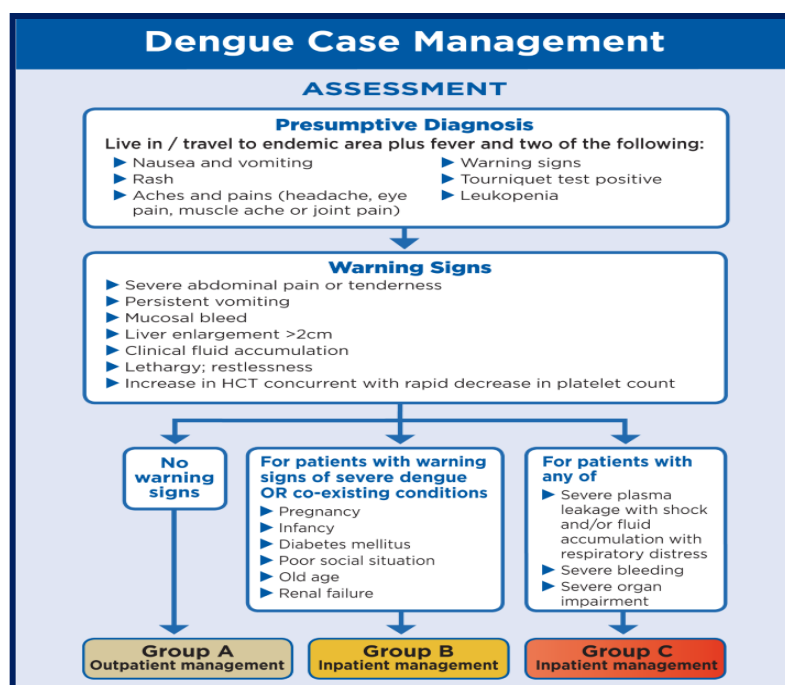 Dengue Case Management
ASSESSMENT
Presumptive Diagnosis
Live in / travel to endemic area plus fever and two of the following:
► Nausea and vomiting
► Rash
► Aches and pains (headache, eye
pain, muscle ache or joint pain)
► Warning signs
► Tourniquet test positive
► Leukopenia
Warning Signs
► Severe abdominal pain or tenderness
► Persistent vomiting
► Mucosal bleed
► Liver enlargement >2cm
► Clinical fluid accumulation
► Lethargy; restlessness
► Increase in HCT concurrent with rapid decrease in platelet count
No
warning
signs
For patients with warning
signs of severe dengue
OR co-existing conditions
► Pregnancy
► Infancy
► Diabetes mellitus
► Poor social situation
► Old age
► Renal failure
For patients with
any of
► Severe plasma
leakage with shock
and/or fluid
accumulation with
respiratory distress
► Severe bleeding
► Severe organ
impairment
Group A
Outpatient management
Group B
Inpatient management
Group C
Inpatient management